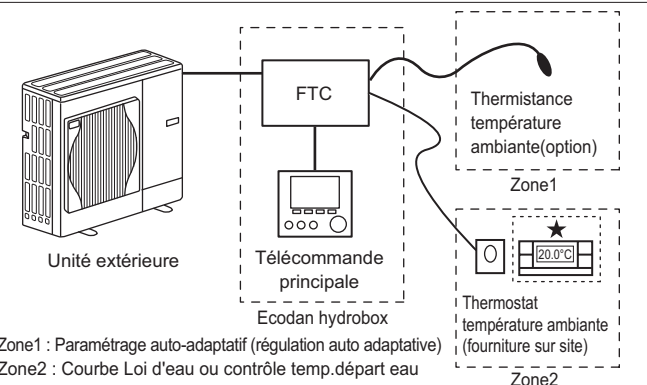 FTC
Thermistance
température
ambiante(option)
Zone1
Unité extérieure
Télécommande
principale
Ecodan hydrobox
★
20.0°C
Thermostat
température ambiante
(fourniture sur site)
Zone2
Zone1 : Paramétrage auto-adaptatif (régulation auto adaptative)
Zone2 : Courbe Loi d'eau ou contrôle temp.départ eau